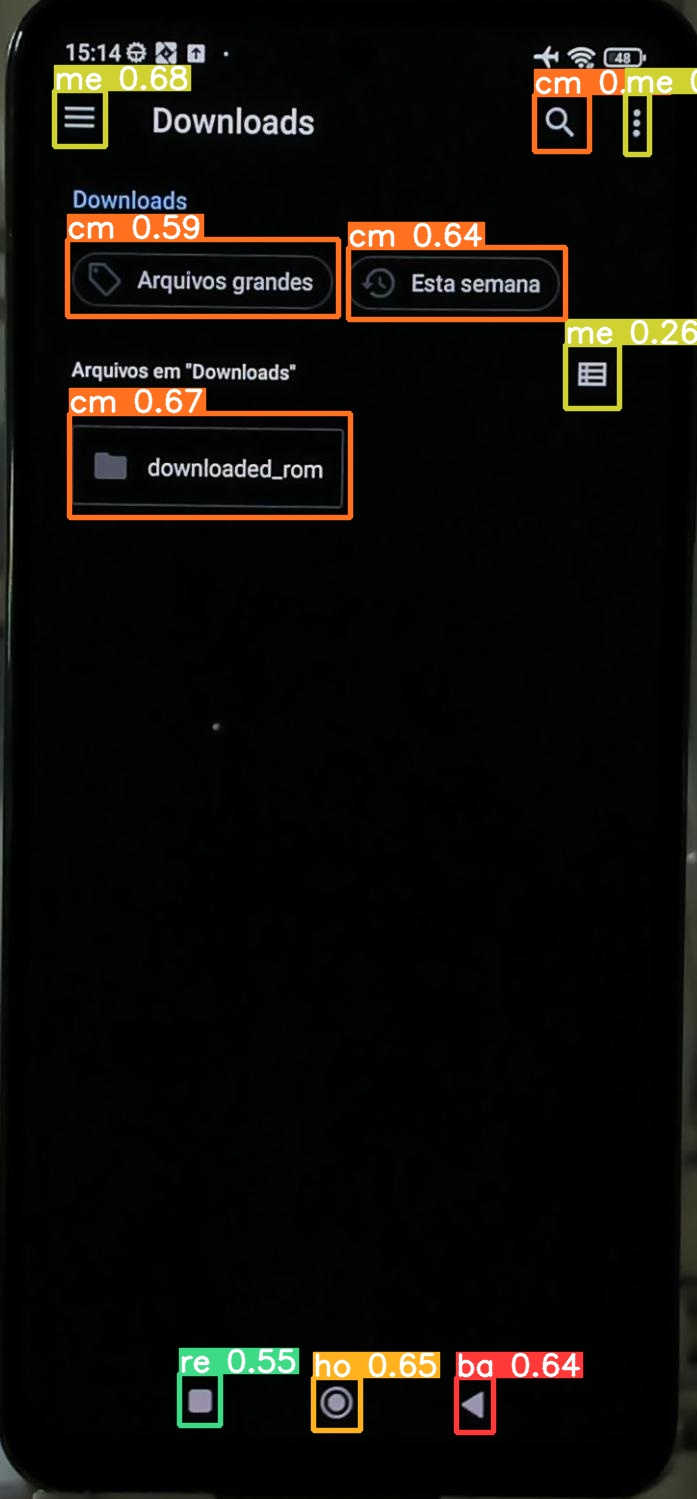 15:14
48
me 0.68
cm 0.
me 0
Downloads
Downloads
cm 0.59
cm 0.64
Arquivos grandes
Esta semana
me 0.26
Arquivos em "Downloads"
cm 0.67
downloaded_rom
re 0.55
ho 0.65
ba 0.64